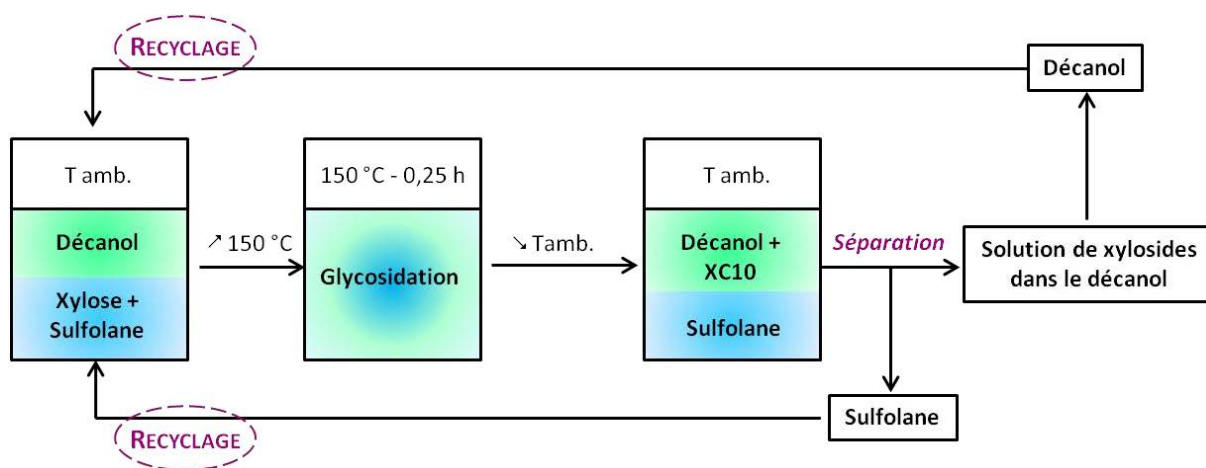 RECYCLAGE
Décanol
T amb.
Décanol
Xylose +
Sulfolane
↗ 150 °C
150 °C - 0,25 h
Glycosidation
↘ Tamb.
T amb.
Décanol +
XC10
Sulfolane
Séparation
Solution de xylosides
dans le décanol
Sulfolane
RECYCLAGE